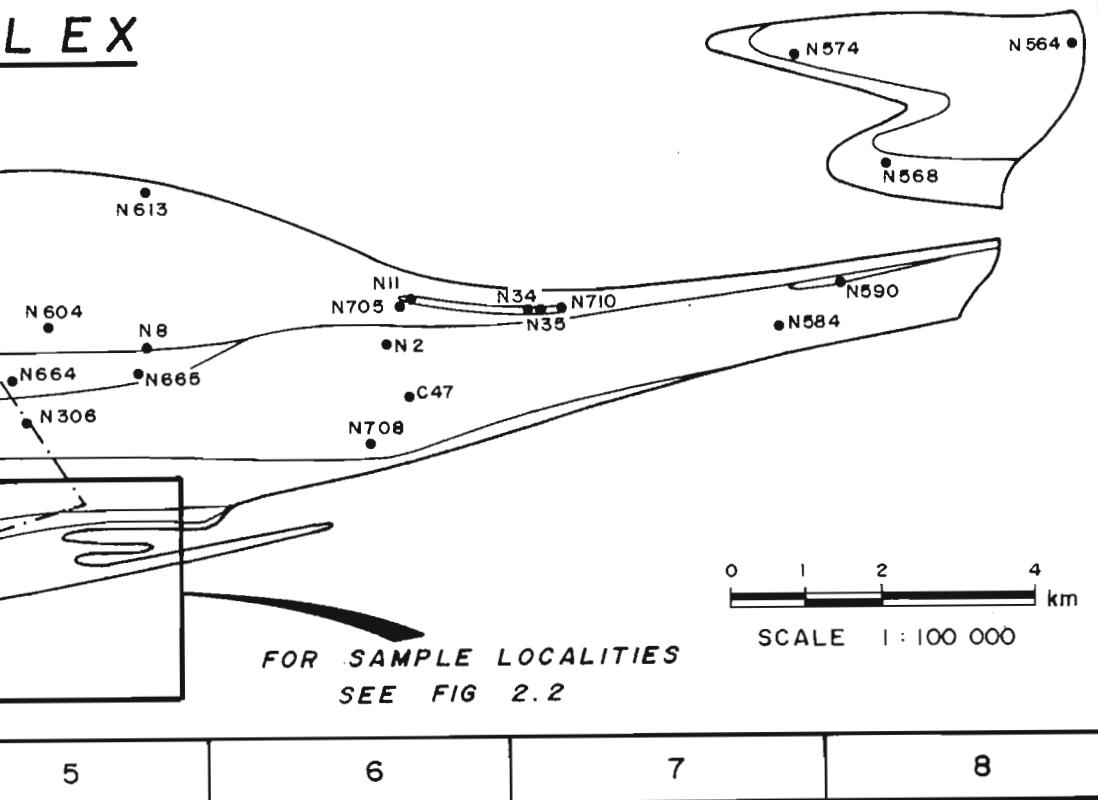 LEX
N574
N564
N568
N613
N11
N705
N34
N710
N35
N590
N604
N8
N584
N2
N664
N665
C47
N306
N708
0 1 2 4
km
SCALE 1:100 000
FOR SAMPLE LOCALITIES
SEE FIG 2.2
5 6 7 8